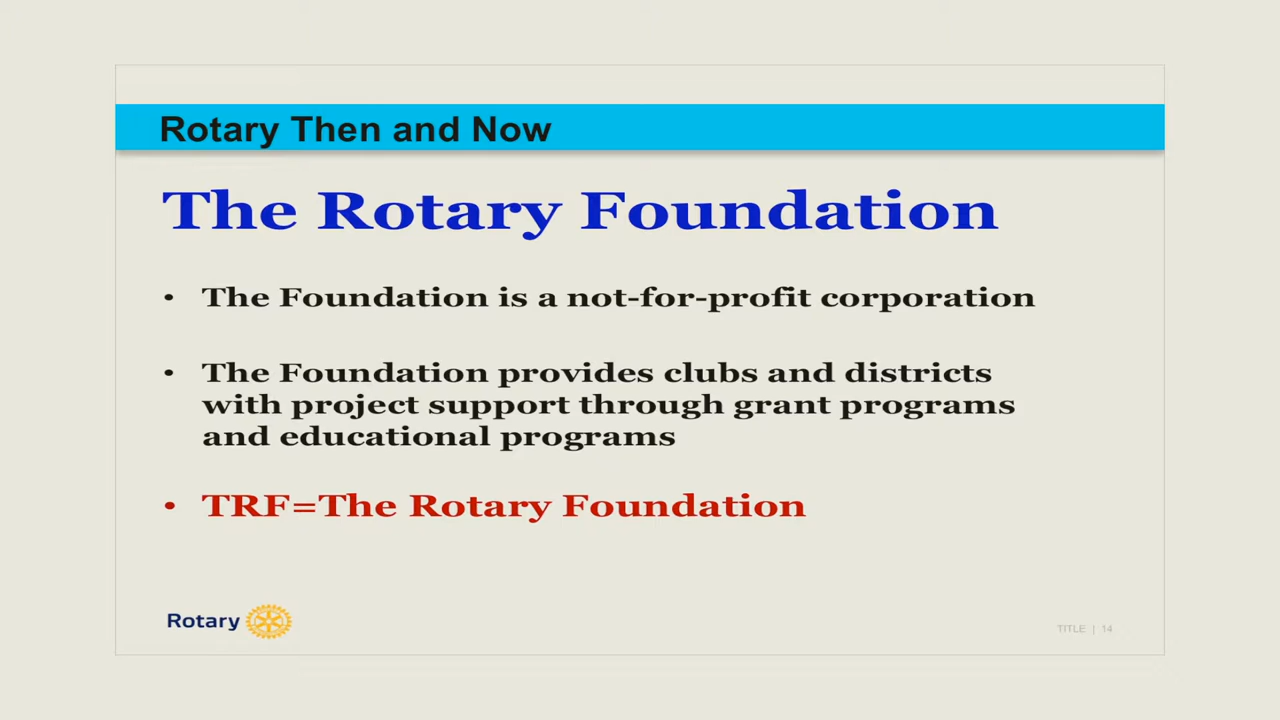 Rotary Then and Now
The Rotary Foundation
• The Foundation is a not-for-profit corporation
• The Foundation provides clubs and districts
with project support through grant programs
and educational programs
• TRF=The Rotary Foundation
Rotary
TITLE | 14